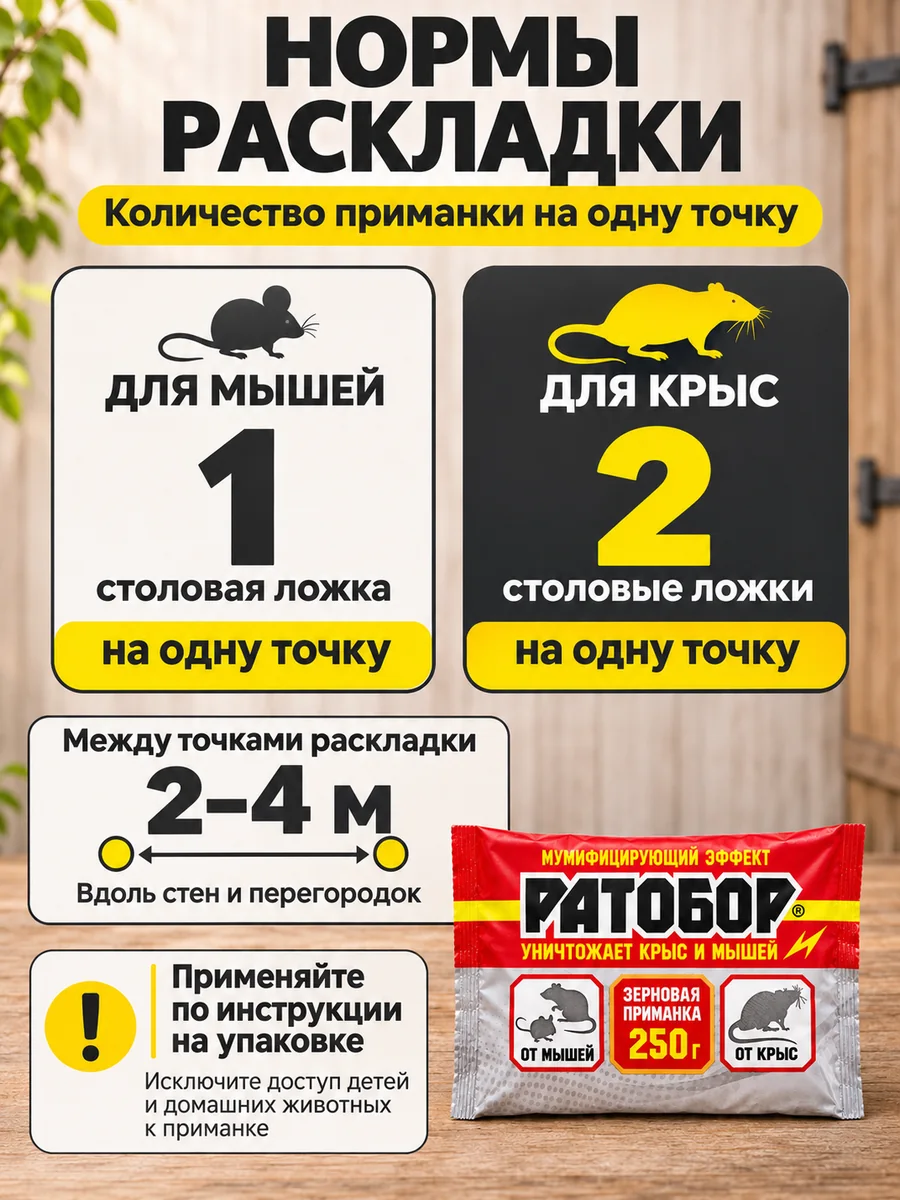 НОРМЫ
РАСКЛАДКИ
Количество приманки на одну точку
ДЛЯ МЫШЕЙ
1
столовая ложка
на одну точку
ДЛЯ КРЫС
2
столовые ложки
на одну точку
Между точками раскладки
2–4 м
Вдоль стен и перегородок
!
Применяйте
по инструкции
на упаковке
Исключите доступ детей
и домашних животных
к приманке
МУМИФИЦИРУЮЩИЙ ЭФФЕКТ
РАТОБОР®
УНИЧТОЖАЕТ КРЫС И МЫШЕЙ
ОТ МЫШЕЙ
ЗЕРНОВАЯ
ПРИМАНКА
250 г
ОТ КРЫС